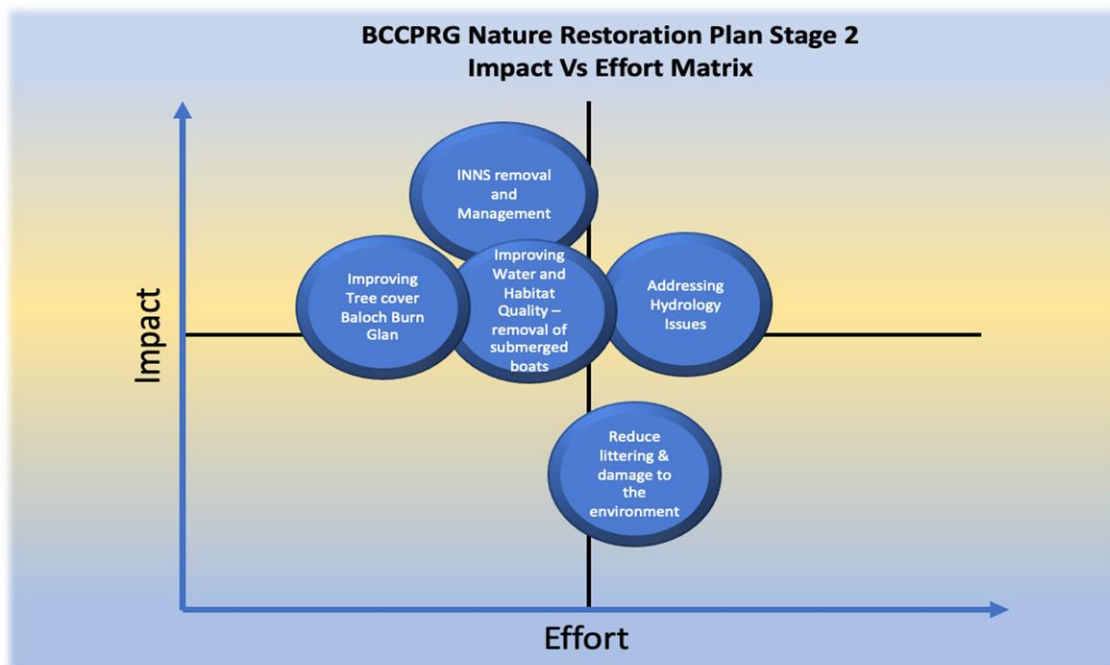 BCCPRG Nature Restoration Plan Stage 2
Impact Vs Effort Matrix
INNS removal
and
Management
Improving
Tree cover
Baloch Burn
Glan
Improving
Water and
Habitat
Quality –
removal of
submerged
boats
Addressing
Hydrology
Issues
Reduce
littering &
damage to
the
environment
Impact
Effort